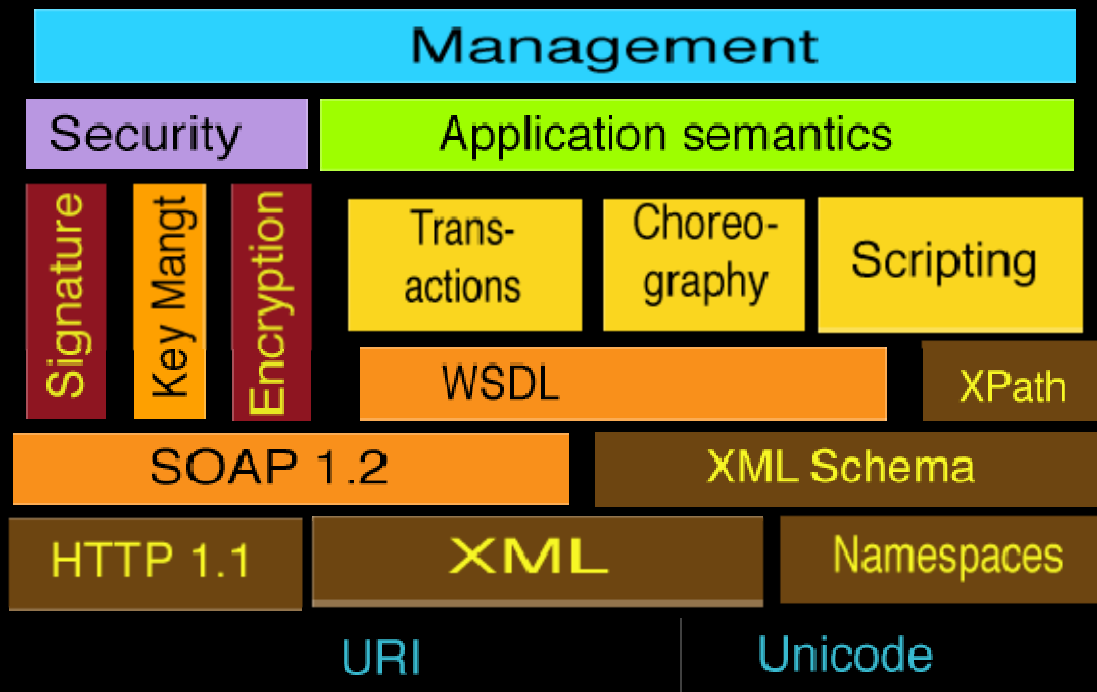 Management
Security
Application semantics
Signature
Key Mangt
Encryption
Trans-
actions
Choreo-
graphy
Scripting
WSDL
XPath
SOAP 1.2
XML Schema
HTTP 1.1
XML
Namespaces
URI
Unicode